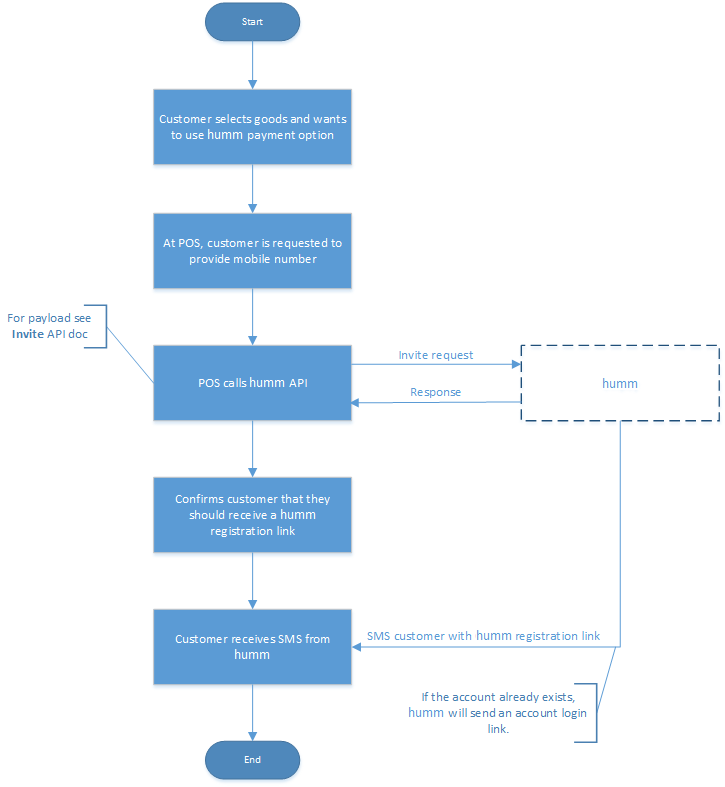 Start
Customer selects goods and wants
to use humm payment option
At POS, customer is requested to
provide mobile number
For payload see
Invite API doc
POS calls humm API
Invite request
Response
humm
Confirms customer that they
should receive a humm
registration link
Customer receives SMS from
humm
SMS customer with humm registration link
If the account already exists,
humm will send an account login
link.
End